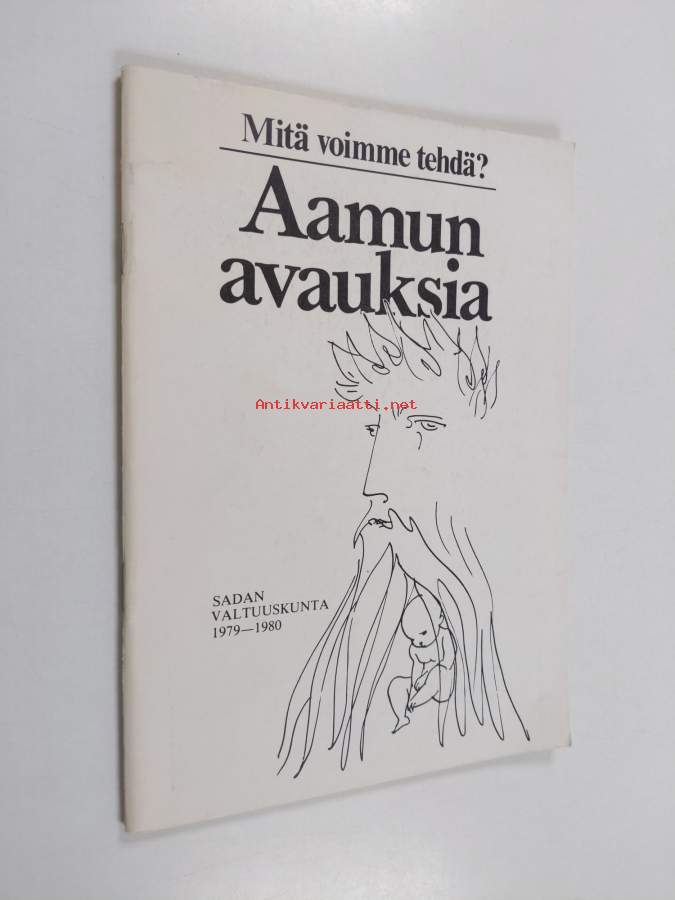 Mitä voimme tehdä?
Aamun
avauksia
Antikvariaatti.net
SADAN
VALTUUSKUNTA
1979—1980